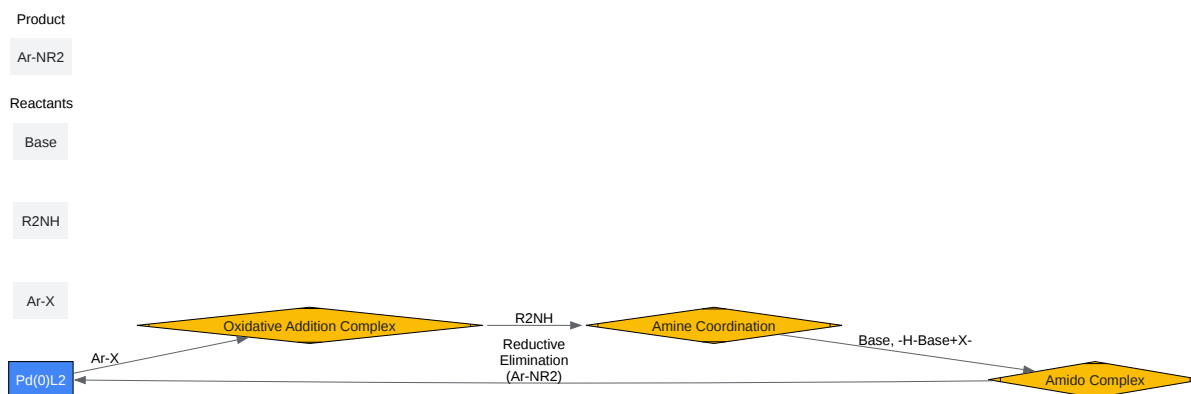 Product
Ar-NR2
Reactants
Base
R2NH
Ar-X
Oxidative Addition Complex
R2NH
Amine Coordination
Reductive
Elimination
(Ar-NR2)
Base, -H-Base+X-
Ar-X
Pd(0)L2
Amido Complex